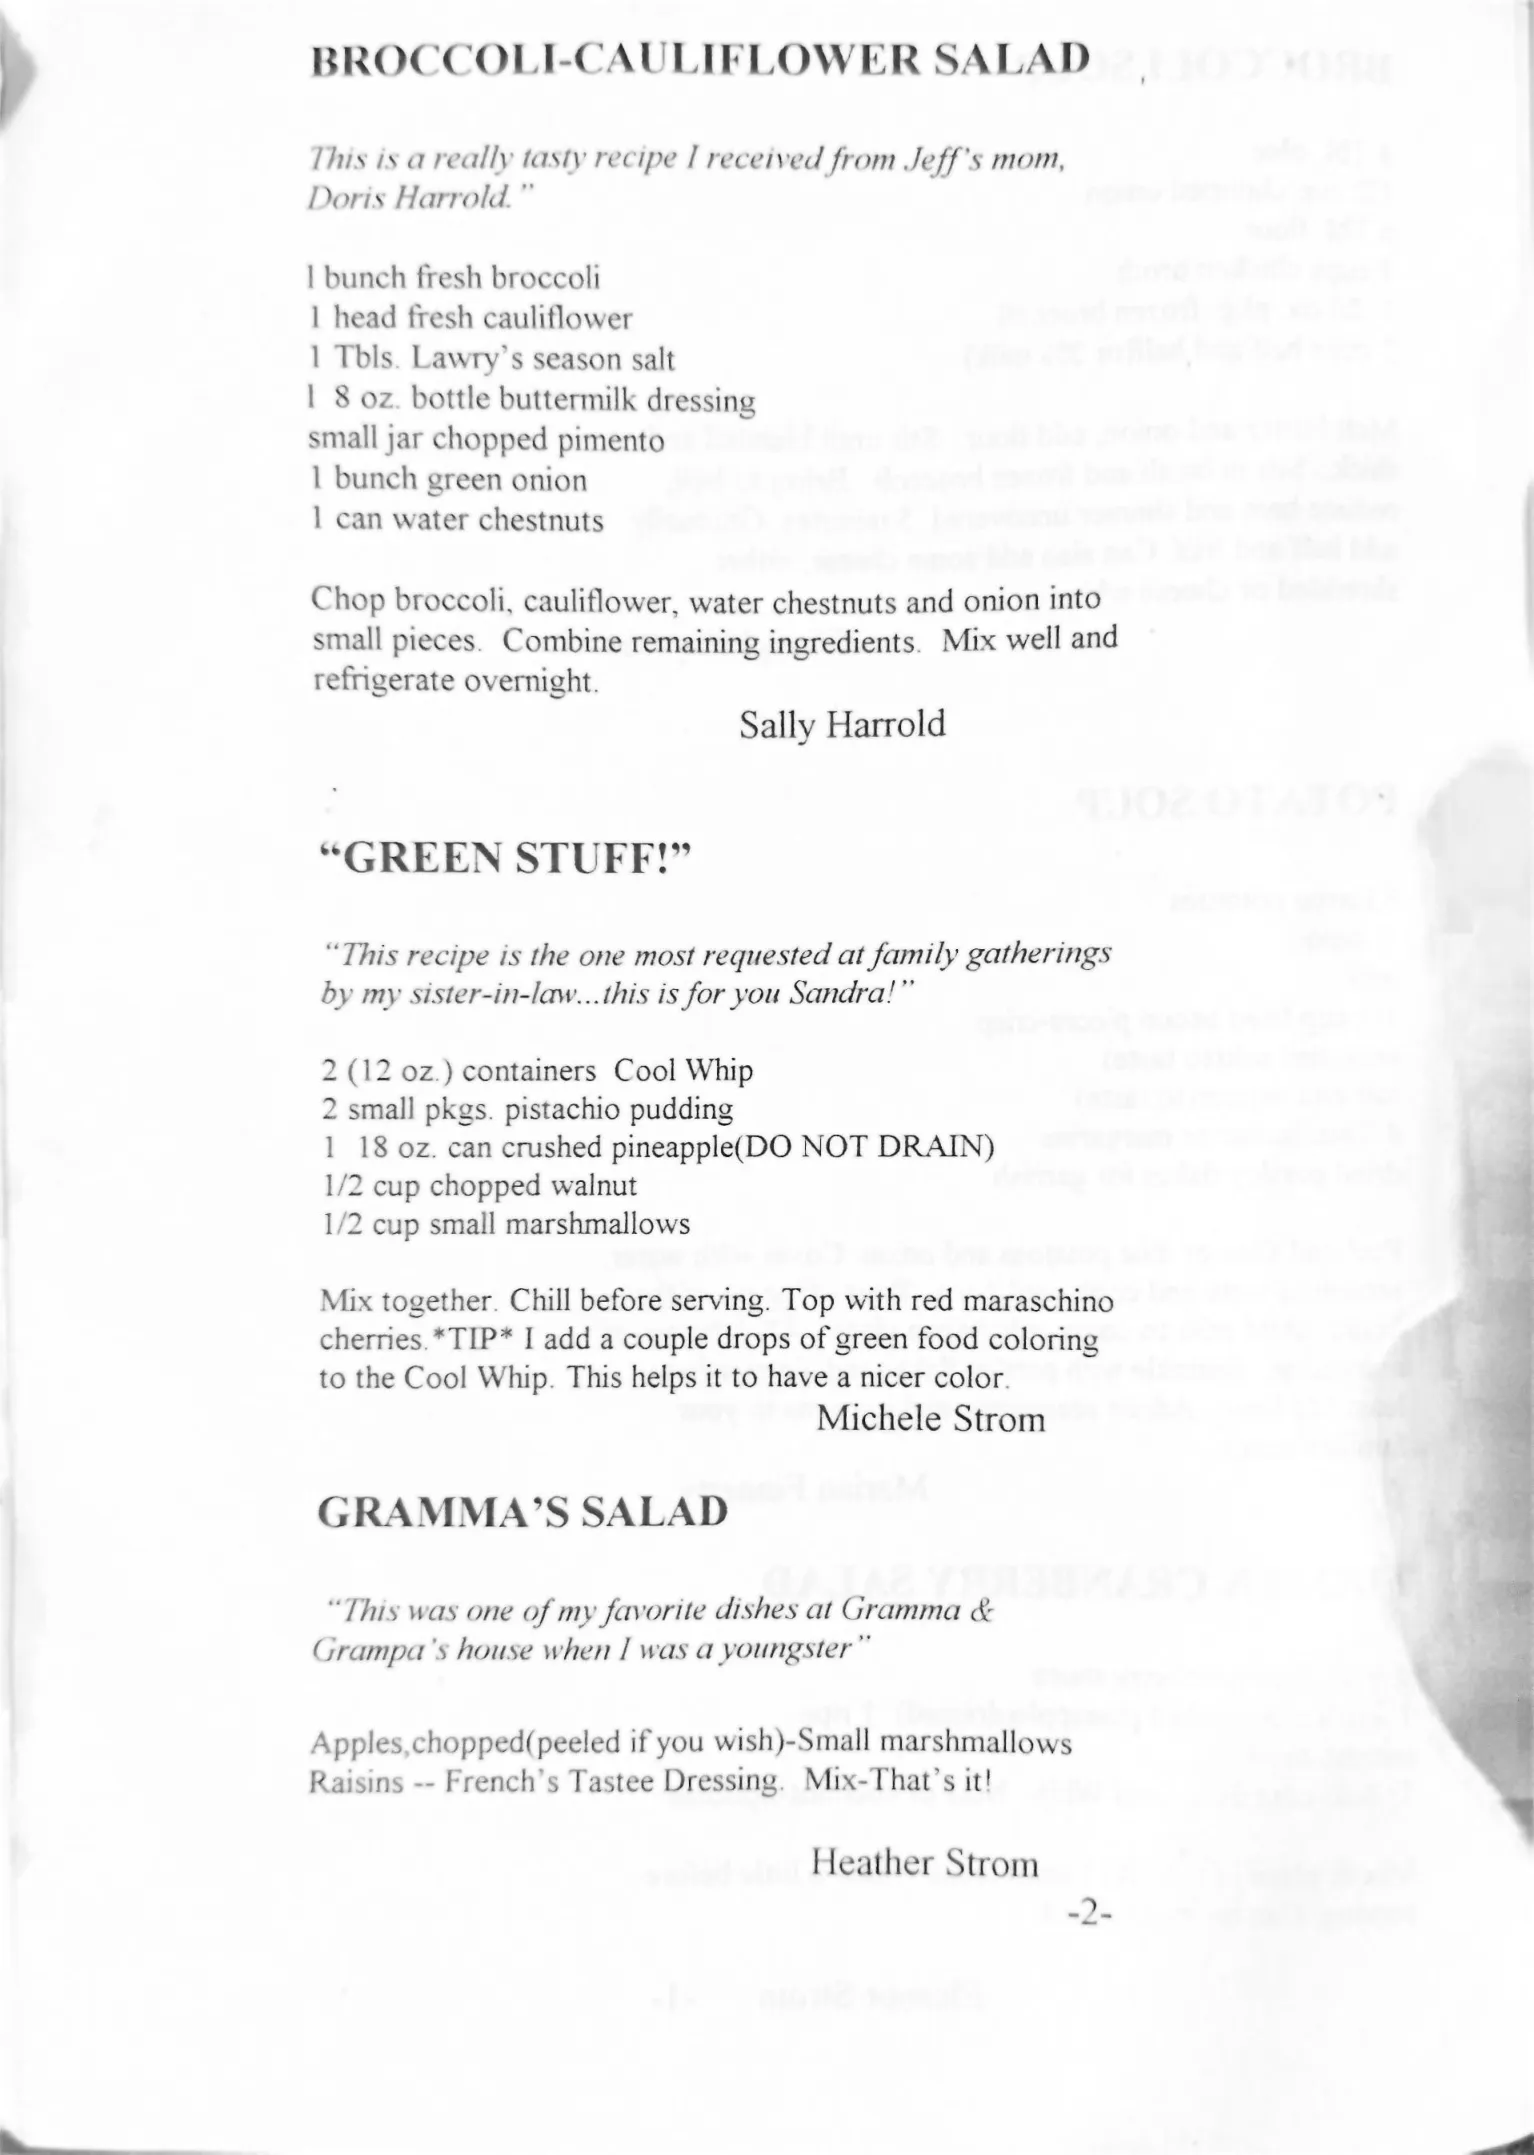 BROCCOLI-CAULIFLOWER SALAD
This is a really tasty recipe I received from Jeff's mom,
Doris Harrold."
1 bunch fresh broccoli
1 head fresh cauliflower
1 Tbls. Lawry's season salt
1 8 oz. bottle buttermilk dressing
small jar chopped pimento
1 bunch green onion
1 can water chestnuts
Chop broccoli, cauliflower, water chestnuts and onion into
small pieces. Combine remaining ingredients. Mix well and
refrigerate overnight.
Sally Harrold
"GREEN STUFF!"
"This recipe is the one most requested at family gatherings
by my sister-in-law...this is for you Sandra!"
2 (12 oz.) containers Cool Whip
2 small pkgs. pistachio pudding
1 18 oz. can crushed pineapple(DO NOT DRAIN)
1/2 cup chopped walnut
1/2 cup small marshmallows
Mix together. Chill before serving. Top with red maraschino
cherries.*TIP* I add a couple drops of green food coloring
to the Cool Whip. This helps it to have a nicer color.
Michele Strom
GRAMMA'S SALAD
"This was one of my favorite dishes at Gramma &
Grampa's house when I was a youngster"
Apples,chopped(peeled if you wish)-Small marshmallows
Raisins -- French's Tastee Dressing. Mix-That's it!
Heather Strom
-2-